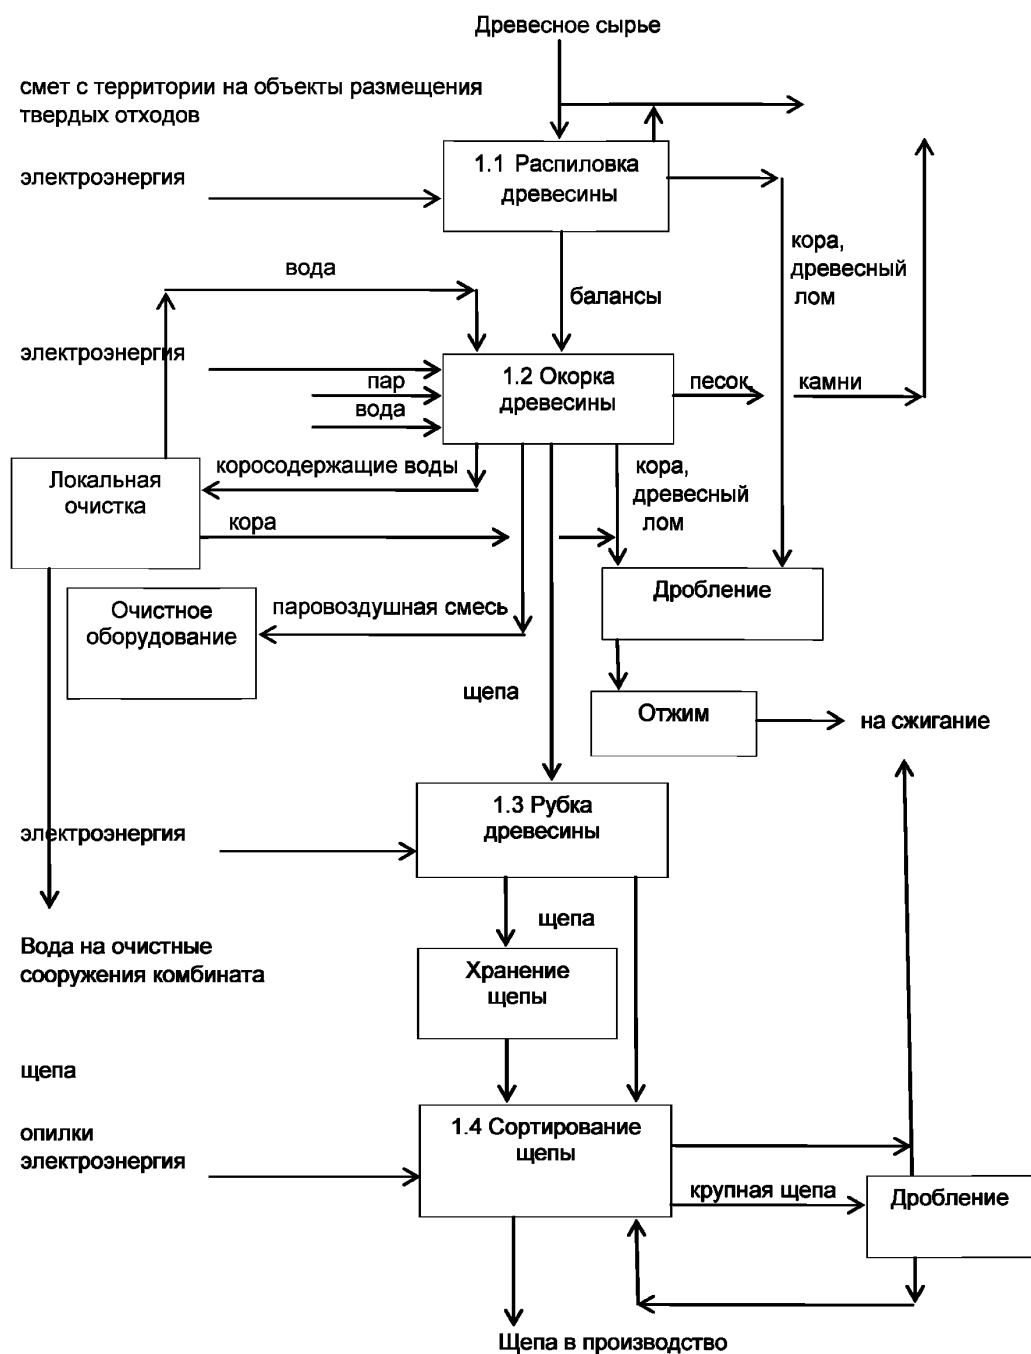 Древесное сырье
смет с территории на объекты размещения
твердых отходов
1.1 Распиловка
древесины
электроэнергия
кора,
древесный
лом
вода
балансы
электроэнергия
1.2 Окорка
древесины
пар
вода
песок,
камни
коросодержащие воды
кора,
древесный
лом
Локальная
очистка
кора
Дробление
Очистное
оборудование
паровоздушная смесь
щепа
Отжим
на сжигание
1.3 Рубка
древесины
электроэнергия
щепа
Вода на очистные
сооружения комбината
Хранение
щепы
щепа
опилки
электроэнергия
1.4 Сортирование
щепы
крупная щепа
Дробление
Щепа в производство